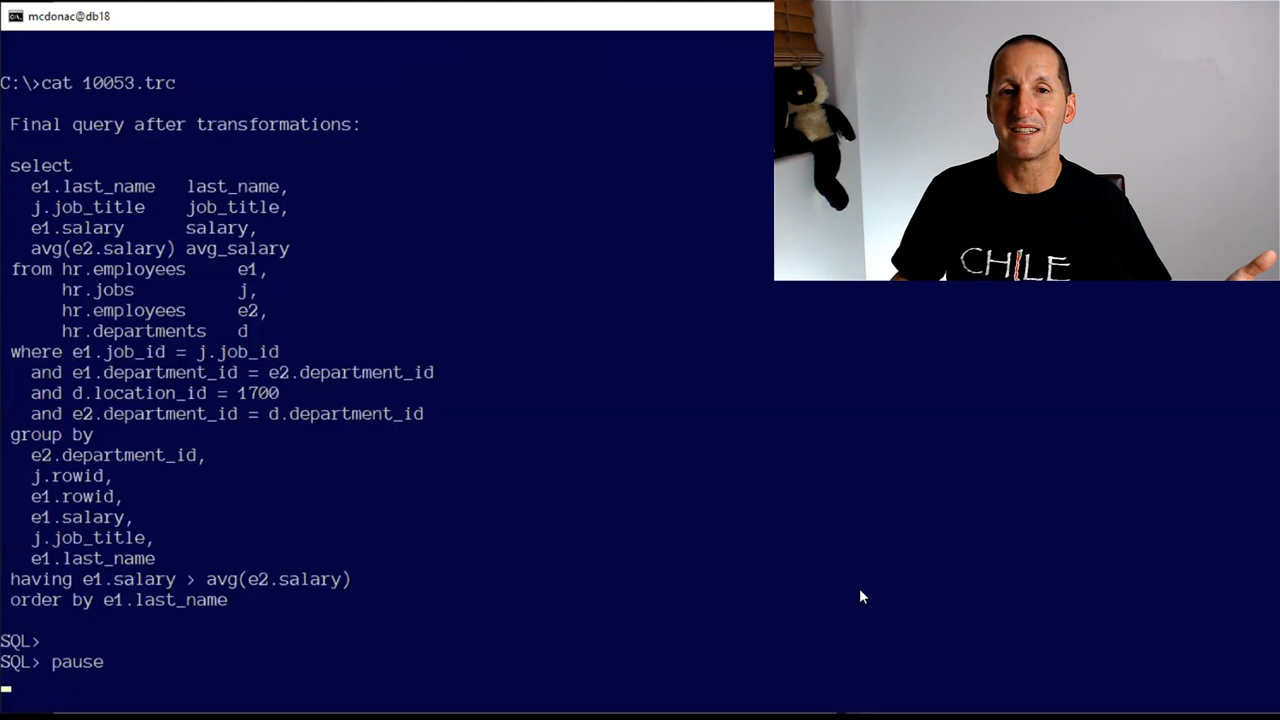 mcdonac@db18
C:\>cat 10053.trc
Final query after transformations:
select
e1.last_name last_name,
j.job_title job_title,
e1.salary salary,
avg(e2.salary) avg_salary
from hr.employees e1,
hr.jobs j,
hr.employees e2,
hr.departments d
where e1.job_id = j.job_id
and e1.department_id = e2.department_id
and d.location_id = 1700
and e2.department_id = d.department_id
group by
e2.department_id,
j.rowid,
e1.rowid,
e1.salary,
j.job_title,
e1.last_name
having e1.salary > avg(e2.salary)
order by e1.last_name
SQL>
SQL> pause
CHILE